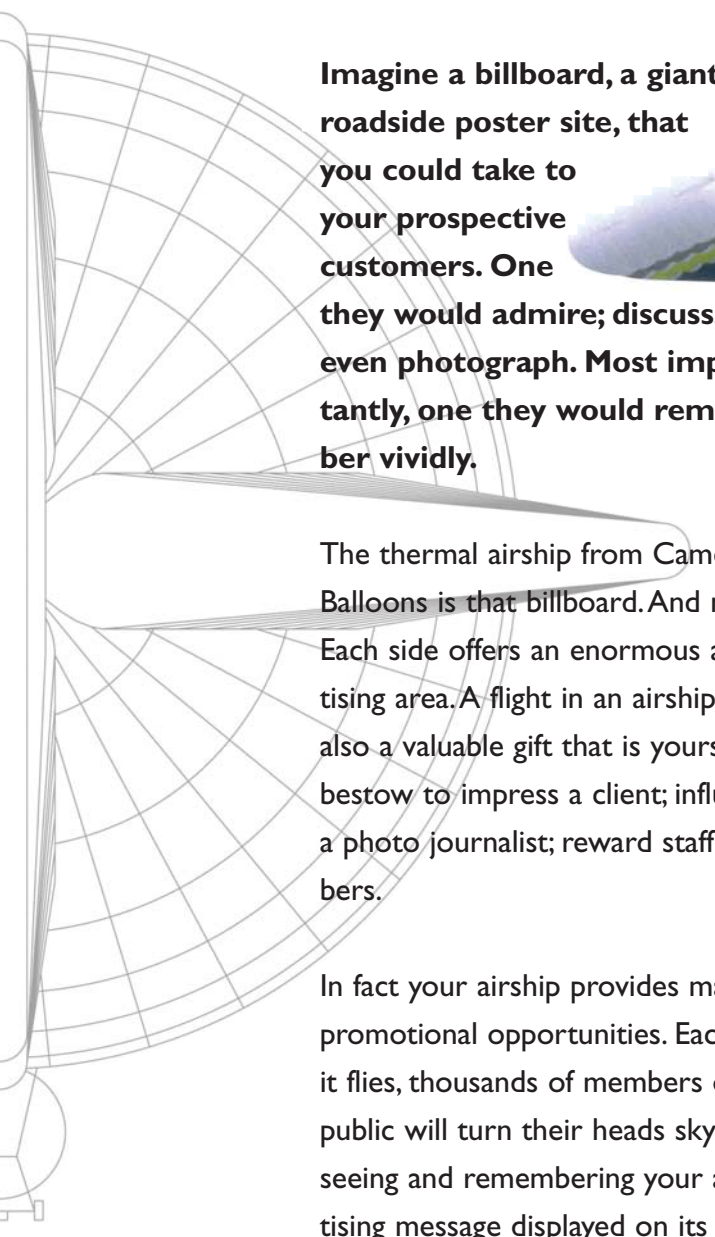 Imagine a billboard, a giant
roadside poster site, that
you could take to
your prospective
customers. One
they would admire; discuss
even photograph. Most imp
tantly, one they would rem
ber vividly.
The thermal airship from Came
Balloons is that billboard. And
Each side offers an enormous a
tising area. A flight in an airship
also a valuable gift that is yours
bestow to impress a client; influ
a photo journalist; reward staff
bers.
In fact your airship provides ma
promotional opportunities. Eac
it flies, thousands of members
public will turn their heads sky
seeing and remembering your a
tising message displayed on its